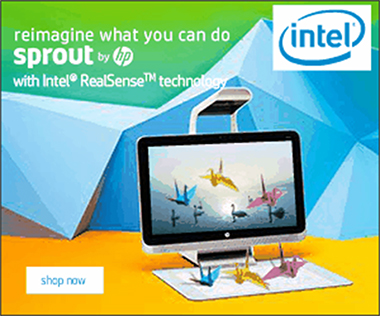 reimagine what you can do
sprout by hp
with Intel® RealSense™ technology
intel
shop now